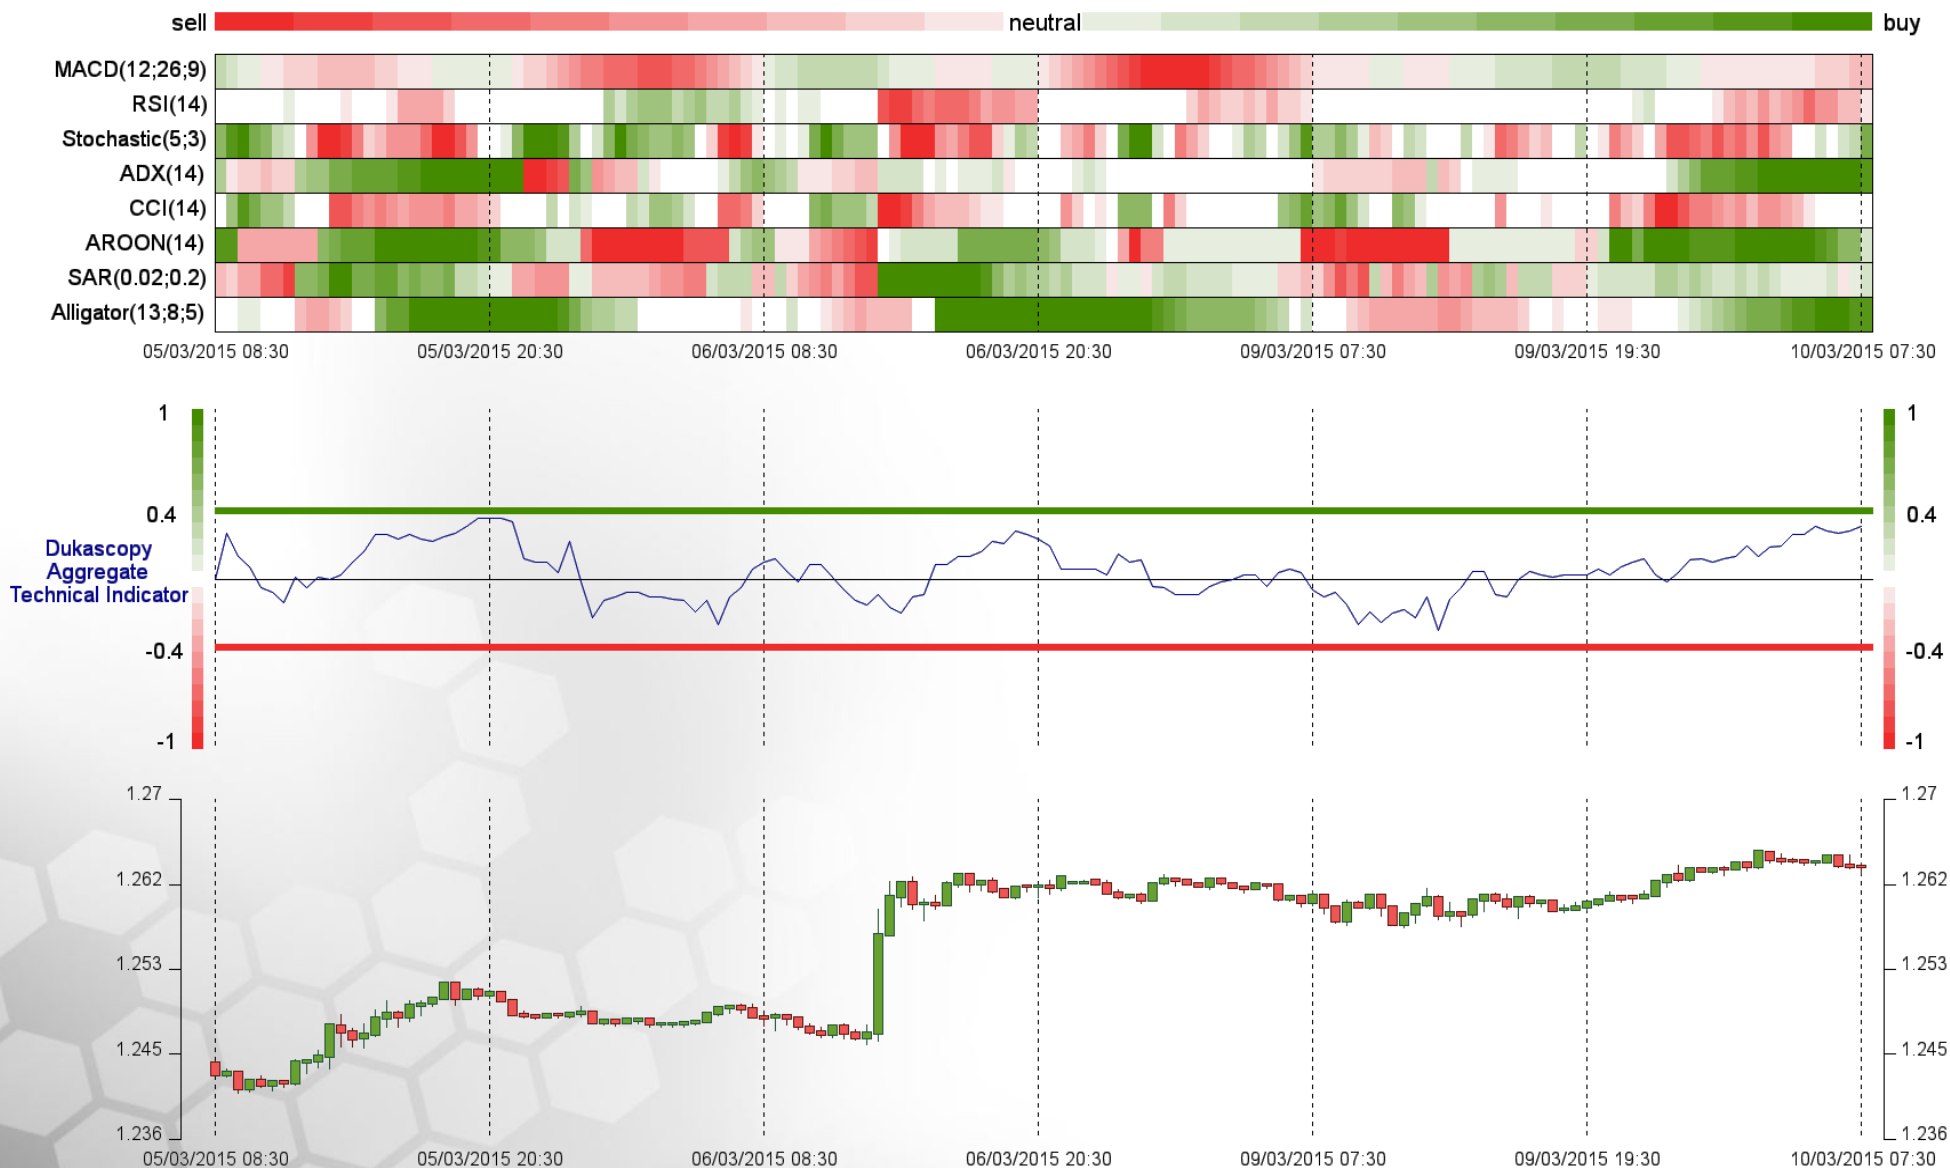 sell neutral buy
MACD(12;26;9)
RSI(14)
Stochastic(5;3)
ADX(14)
CCI(14)
AROON(14)
SAR(0.02;0.2)
Alligator(13;8;5)
05/03/2015 08:30 05/03/2015 20:30 06/03/2015 08:30 06/03/2015 20:30 09/03/2015 07:30 09/03/2015 19:30 10/03/2015 07:30
1 1
0.4 0.4
Dukascopy
Aggregate
Technical Indicator
-0.4 -0.4
-1 -1
1.27 1.27
1.262 1.262
1.253 1.253
1.245 1.245
1.236 1.236
05/03/2015 08:30 05/03/2015 20:30 06/03/2015 08:30 06/03/2015 20:30 09/03/2015 07:30 09/03/2015 19:30 10/03/2015 07:30